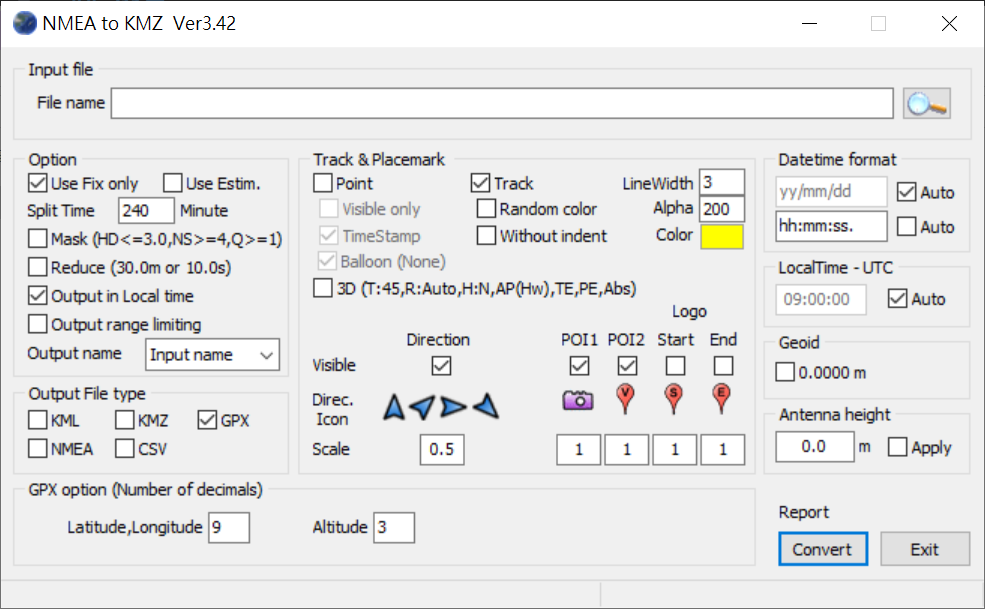 NMEA to KMZ  Ver3.42
Input file
File name
Option
Use Fix only
Use Estim.
Split Time 240 Minute
Mask (HD<=3.0,NS>=4,Q>=1)
Reduce (30.0m or 10.0s)
Output in Local time
Output range limiting
Output name Input name
Output File type
KML KMZ GPX
NMEA CSV
Track & Placemark
Point Track LineWidth 3
Visible only Random color Alpha 200
TimeStamp Without indent Color
Balloon (None)
3D (T:45,R:Auto,H:N,AP(Hw),TE,PE,Abs)
Logo
Direction POI1 POI2 Start End
Visible
Direc.
Icon
V S E
Scale 0.5 1 1 1 1
Datetime format
yy/mm/dd Auto
hh:mm:ss. Auto
LocalTime - UTC
09:00:00 Auto
Geoid
0.0000 m
Antenna height
0.0 m Apply
GPX option (Number of decimals)
Latitude,Longitude 9 Altitude 3
Report
Convert Exit